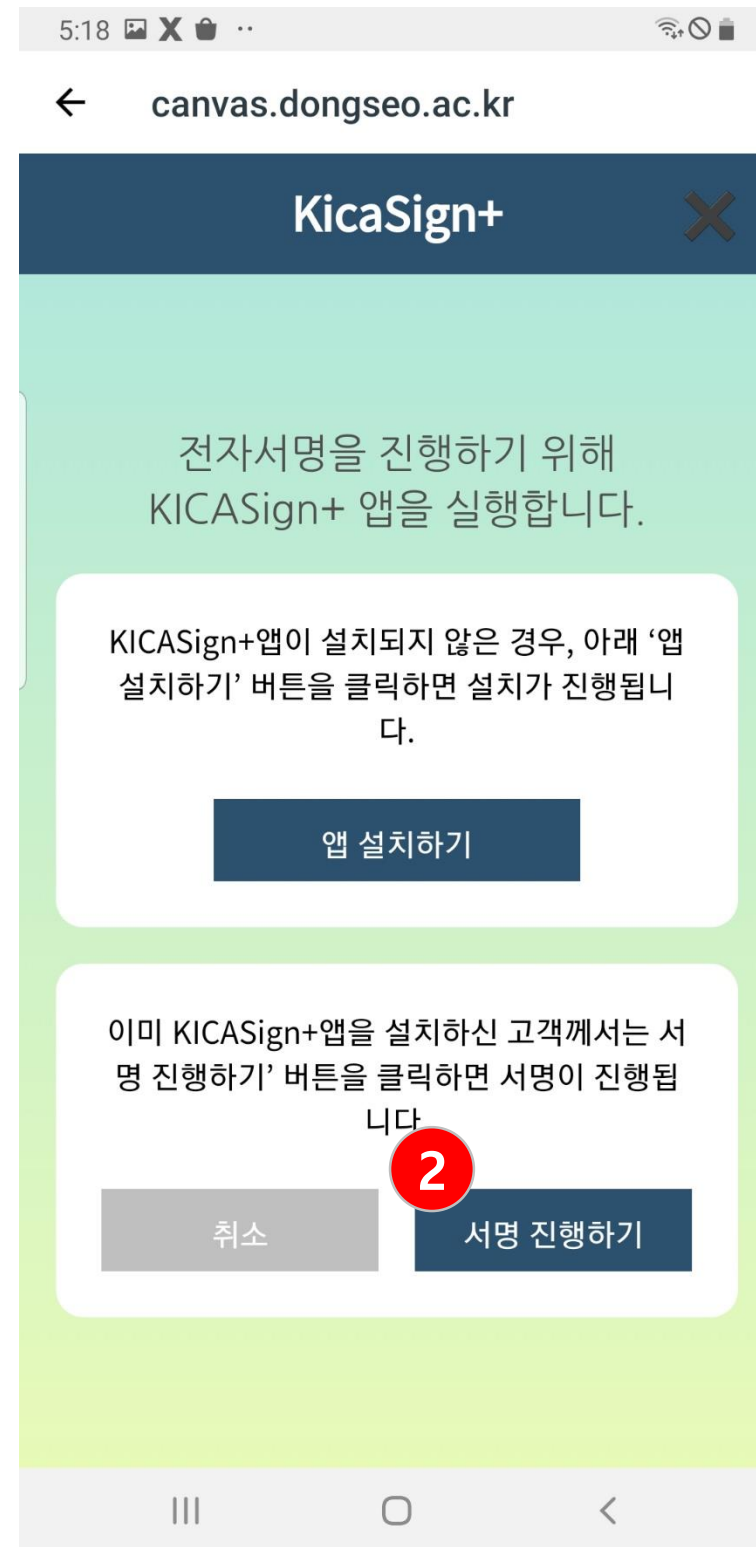 5:18
canvas.dongseo.ac.kr
KicaSign+
전자서명을 진행하기 위해
KICASign+ 앱을 실행합니다.
KICASign+앱이 설치되지 않은 경우, 아래 ‘앱
설치하기’ 버튼을 클릭하면 설치가 진행됩니
다.
앱 설치하기
이미 KICASign+앱을 설치하신 고객께서는 서
명 진행하기’ 버튼을 클릭하면 서명이 진행됩
니다
2
취소
서명 진행하기